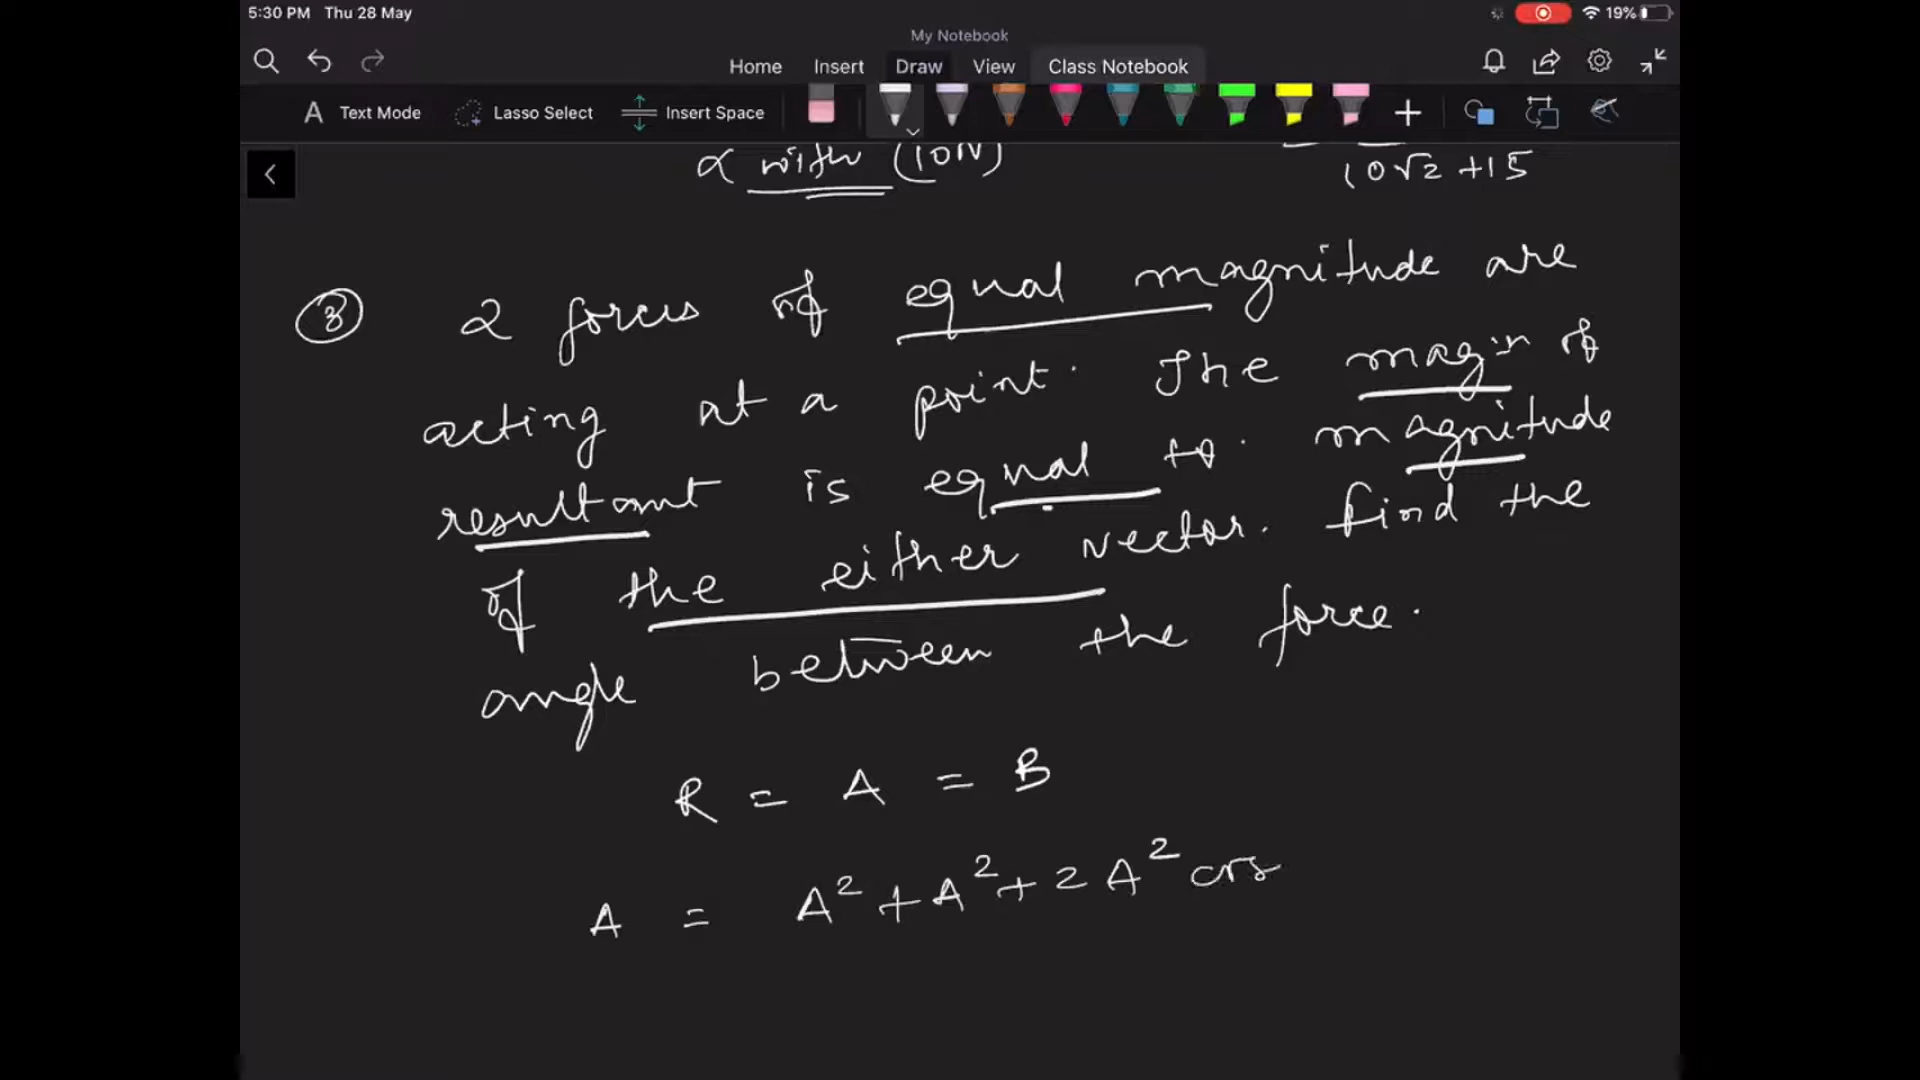 5:30 PM Thu 28 May 19%
My Notebook
Home Insert Draw View Class Notebook
A Text Mode Lasso Select Insert Space
α with (10N) 10√2 +15
③ 2 forces of equal magnitude are
acting at a point. The magn of
resultant is equal to magnitude
of the either vector. find the
angle between the force.
R = A = B
A = A² + A² + 2 A² cos